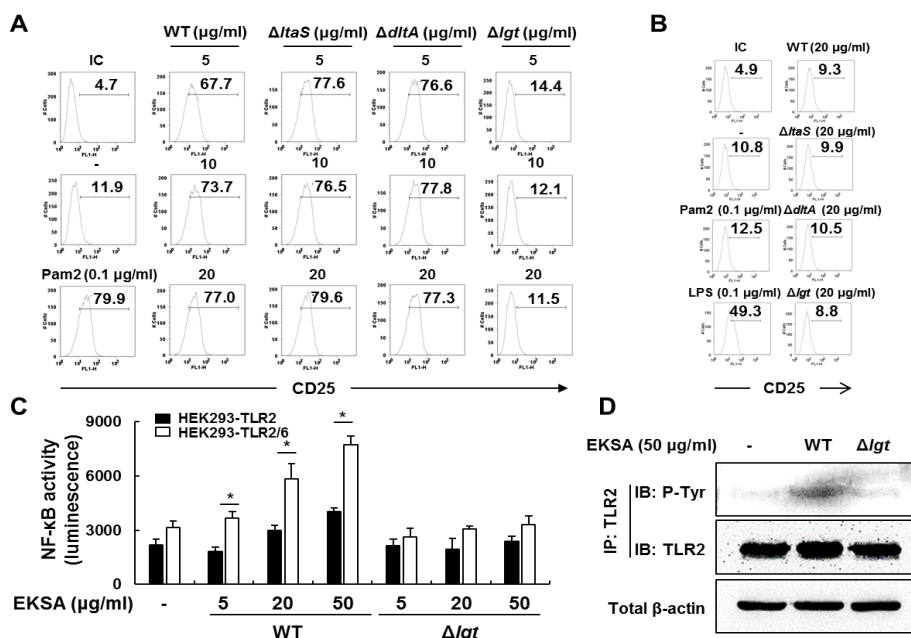 A
WT (µg/ml) ΔltaS (µg/ml) ΔdltA (µg/ml) Δlgt (µg/ml)
IC 5 5 5 5
4.7 67.7 77.6 76.6 14.4
- 10 10 10 10
11.9 73.7 76.5 77.8 12.1
Pam2 (0.1 µg/ml) 20 20 20 20
79.9 77.0 79.6 77.3 11.5
# Cells
FL1-H
CD25
B
IC WT (20 µg/ml)
4.9 9.3
- ΔltaS (20 µg/ml)
10.8 9.9
Pam2 (0.1 µg/ml) ΔdltA (20 µg/ml)
12.5 10.5
LPS (0.1 µg/ml) Δlgt (20 µg/ml)
49.3 8.8
CD25
C
NF-κB activity
(luminescence)
9000
6000
3000
0
HEK293-TLR2
HEK293-TLR2/6
* * *
EKSA (µg/ml) - 5 20 50 5 20 50
WT Δlgt
D
EKSA (50 µg/ml) - WT Δlgt
IP: TLR2
IB: P-Tyr
IB: TLR2
Total β-actin